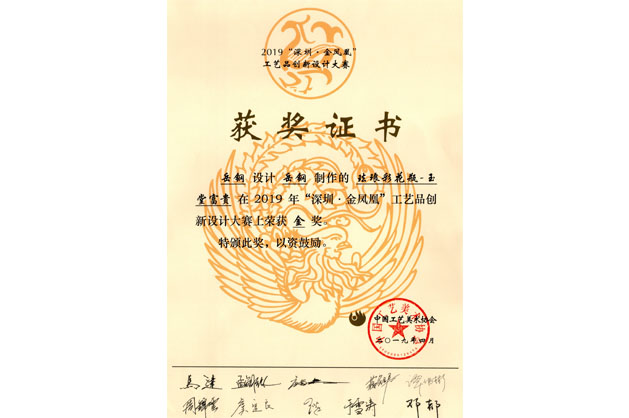 2019“深圳·金凤凰”
工艺品创新设计大赛
获奖证书
岳钢 设计 岳钢 制作的 珐琅彩花瓶-玉
堂富贵 在 2019 年“深圳·金凤凰”工艺品创
新设计大赛上荣获 金 奖。
特颁此奖，以资鼓励。
中国工艺美术协会
二〇一九年四月